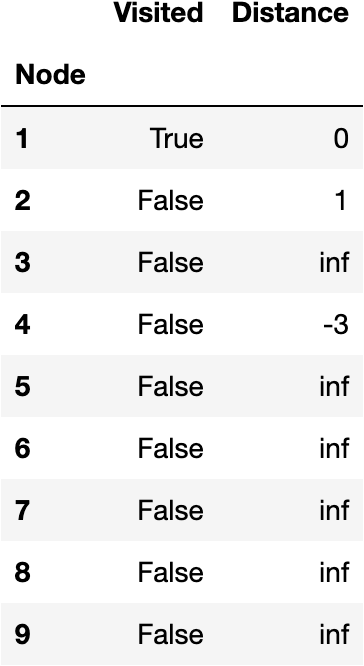 Visited Distance
Node
1 True 0
2 False 1
3 False inf
4 False -3
5 False inf
6 False inf
7 False inf
8 False inf
9 False inf